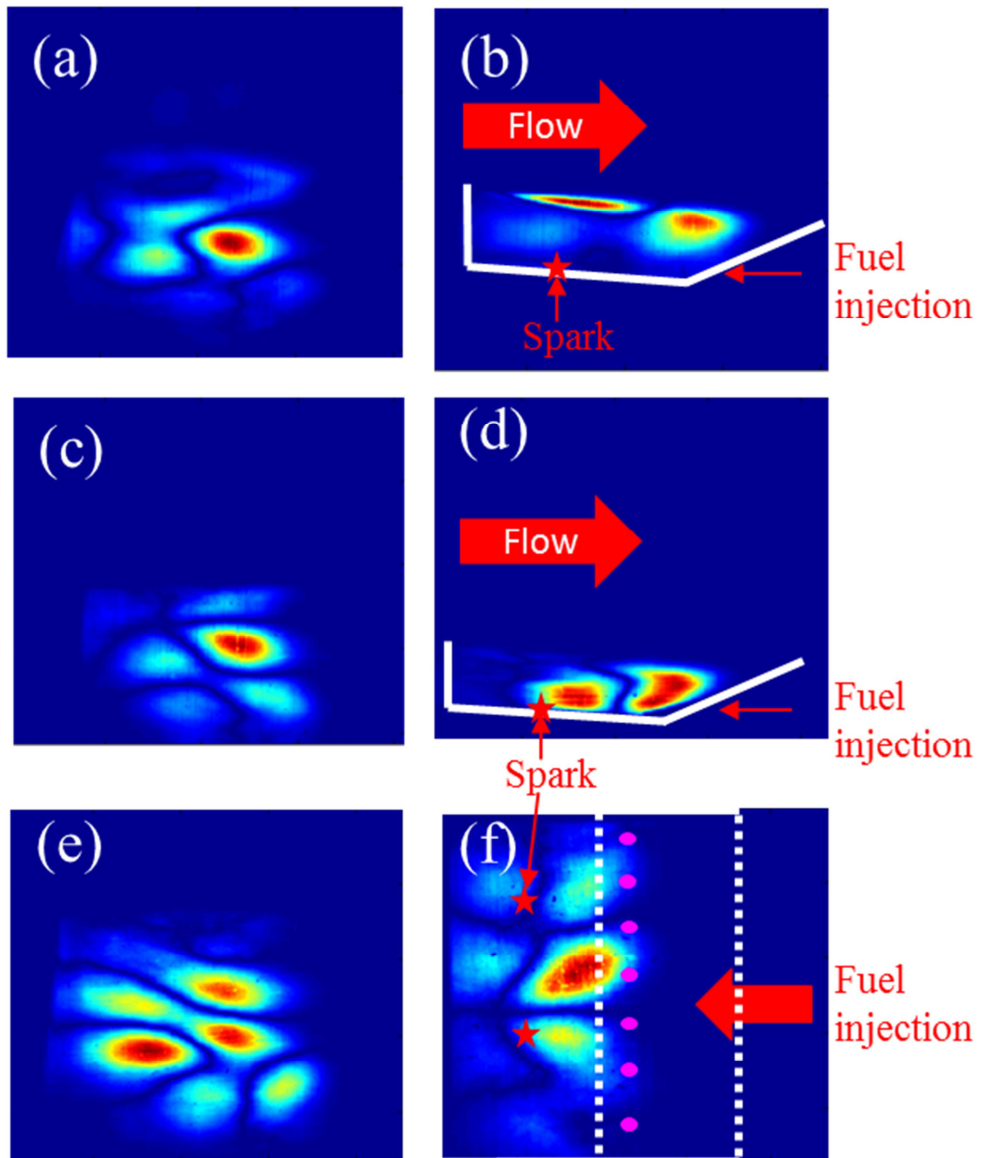 (a)
(b)
Flow
Fuel
injection
Spark
(c)
(d)
Flow
Fuel
injection
Spark
(e)
(f)
Fuel
injection